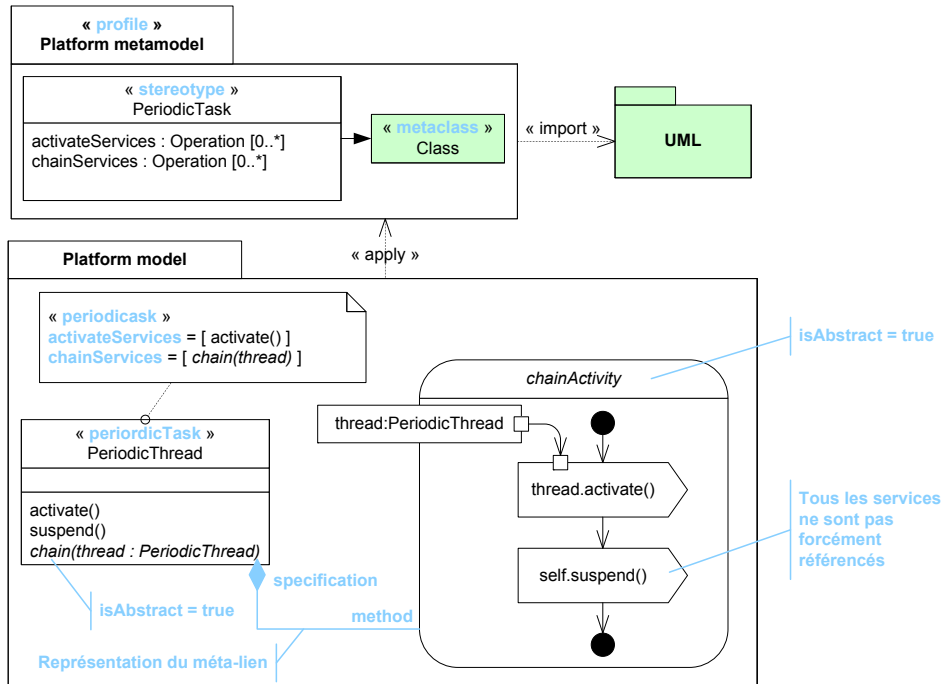 « profile »
Platform metamodel
« stereotype »
PeriodicTask
activateServices : Operation [0..*]
chainServices : Operation [0..*]
« metaclass »
Class
« import »
UML
« apply »
Platform model
« periodicask »
activateServices = [ activate() ]
chainServices = [ chain(thread) ]
isAbstract = true
chainActivity
thread:PeriodicThread
« periordicTask »
PeriodicThread
thread.activate()
activate()
suspend()
chain(thread : PeriodicThread)
Tous les services
ne sont pas
forcément
référencés
self.suspend()
specification
isAbstract = true
method
Représentation du méta-lien